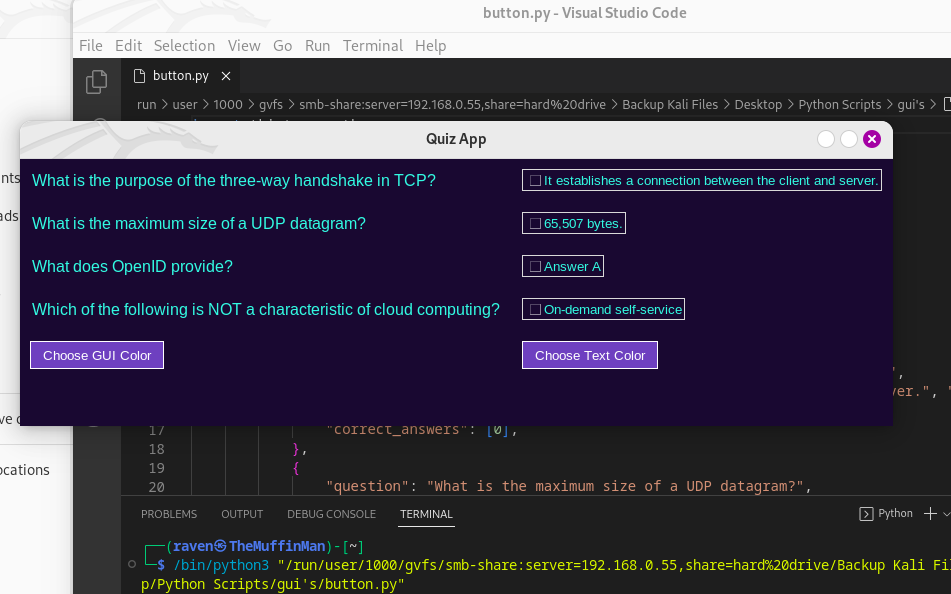 button.py - Visual Studio Code
File Edit Selection View Go Run Terminal Help
button.py
run > user > 1000 > gvfs > smb-share:server=192.168.0.55,share=hard%20drive > Backup Kali Files > Desktop > Python Scripts > gui's >
Quiz App
What is the purpose of the three-way handshake in TCP? It establishes a connection between the client and server.
What is the maximum size of a UDP datagram? 65,507 bytes.
What does OpenID provide? Answer A
Which of the following is NOT a characteristic of cloud computing? On-demand self-service
Choose GUI Color Choose Text Color
17 "correct_answers": [0],
18 },
19 {
20 "question": "What is the maximum size of a UDP datagram?",
PROBLEMS OUTPUT DEBUG CONSOLE TERMINAL Python
(raven㉿TheMuffinMan)-[~]
$ /bin/python3 "/run/user/1000/gvfs/smb-share:server=192.168.0.55,share=hard%20drive/Backup Kali Fil
p/Python Scripts/gui's/button.py"